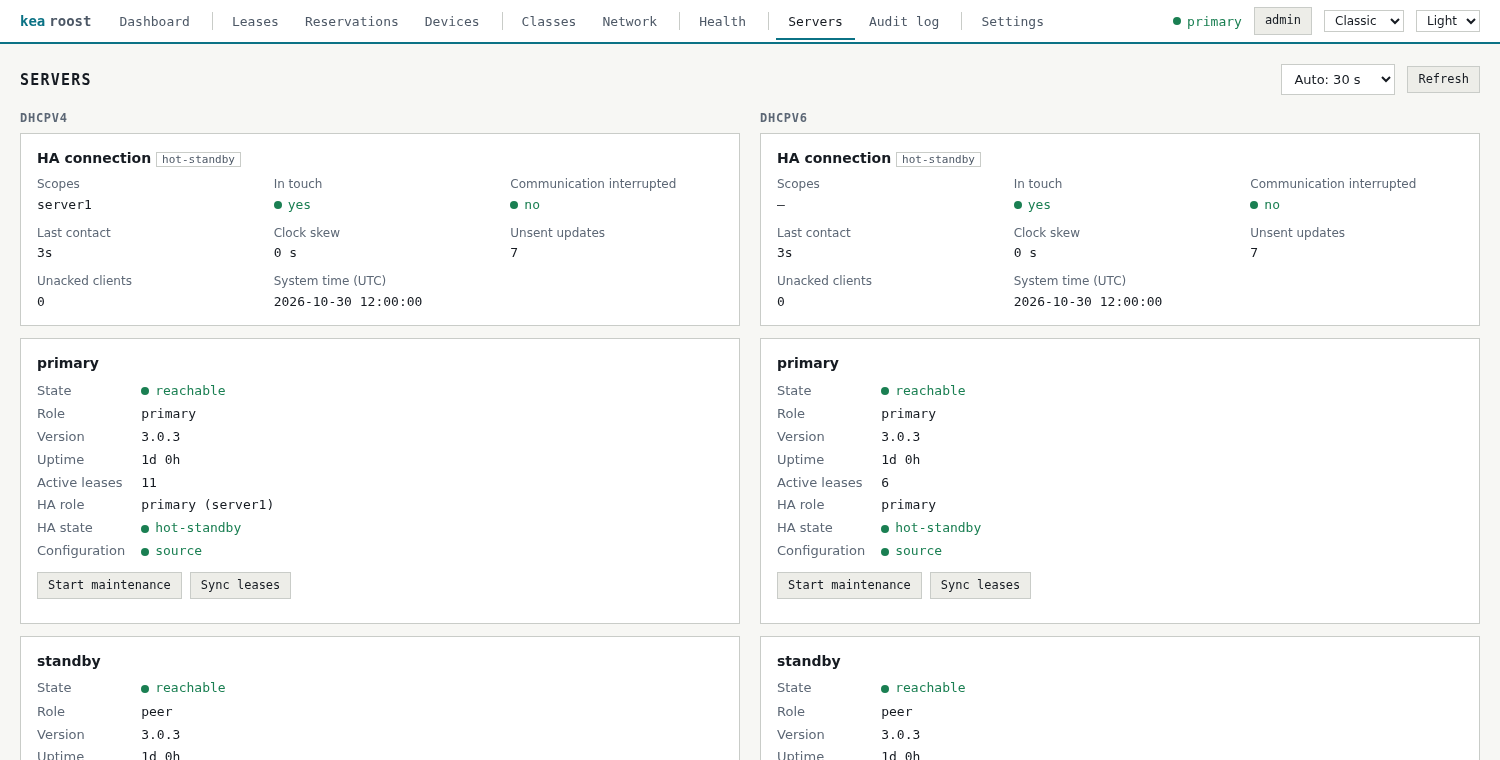 kea roost Dashboard Leases Reservations Devices Classes Network Health Servers Audit log Settings primary admin Classic Light
SERVERS Auto: 30 s Refresh
DHCPV4
HA connection hot-standby
Scopes In touch Communication interrupted
server1 yes no
Last contact Clock skew Unsent updates
3s 0 s 7
Unacked clients System time (UTC)
0 2026-10-30 12:00:00
primary
State reachable
Role primary
Version 3.0.3
Uptime 1d 0h
Active leases 11
HA role primary (server1)
HA state hot-standby
Configuration source
Start maintenance Sync leases
standby
State reachable
Role peer
Version 3.0.3
Uptime 1d 0h
DHCPV6
HA connection hot-standby
Scopes In touch Communication interrupted
— yes no
Last contact Clock skew Unsent updates
3s 0 s 7
Unacked clients System time (UTC)
0 2026-10-30 12:00:00
primary
State reachable
Role primary
Version 3.0.3
Uptime 1d 0h
Active leases 6
HA role primary
HA state hot-standby
Configuration source
Start maintenance Sync leases
standby
State reachable
Role peer
Version 3.0.3
Uptime 1d 0h